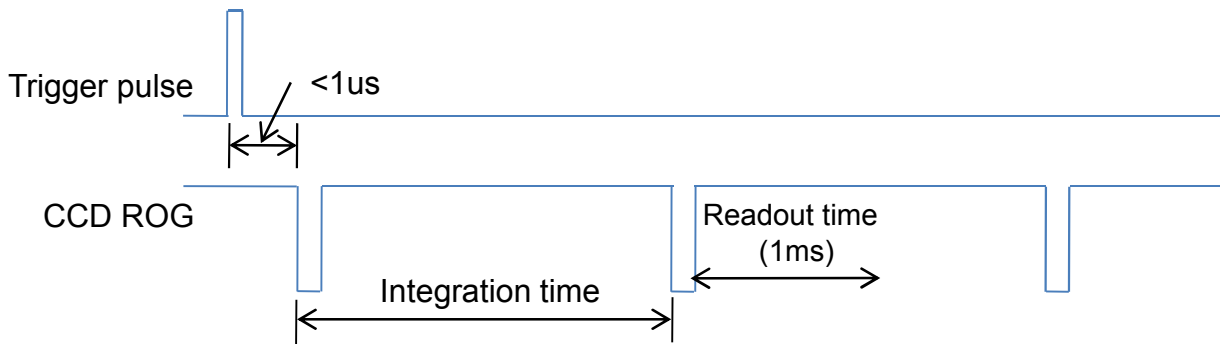 <1us
Trigger pulse
CCD ROG
Readout time
(1ms)
Integration time